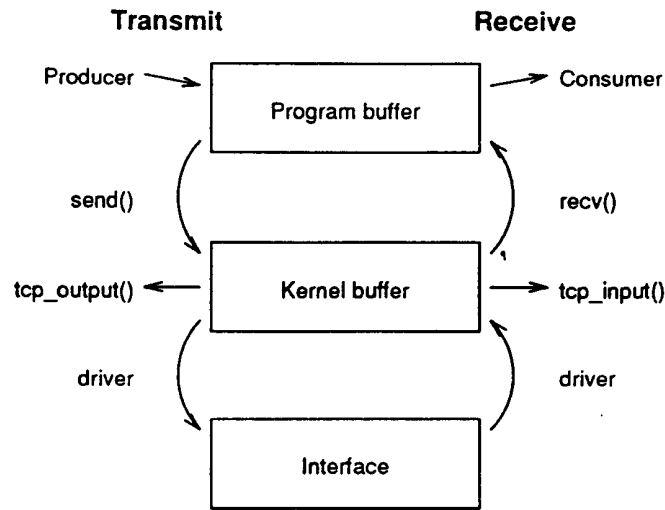 Transmit Receive
Producer Consumer
Program buffer
send() recv()
tcp_output() Kernel buffer tcp_input()
driver driver
Interface